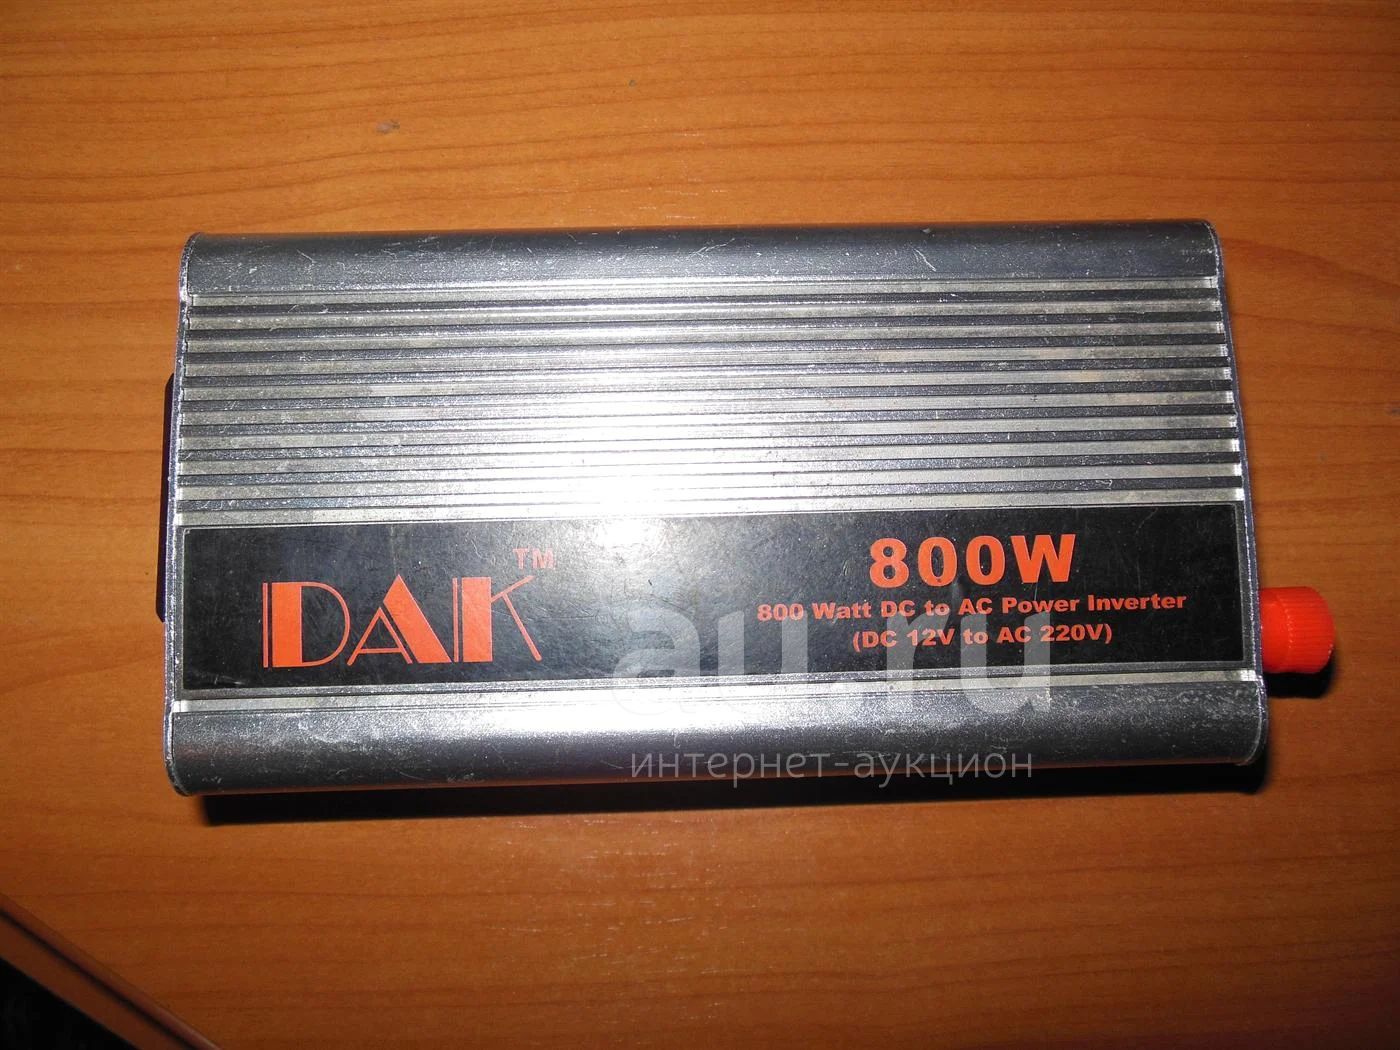 DAK™
800W
800 Watt DC to AC Power Inverter
(DC 12V to AC 220V)
au.ru
интернет-аукцион